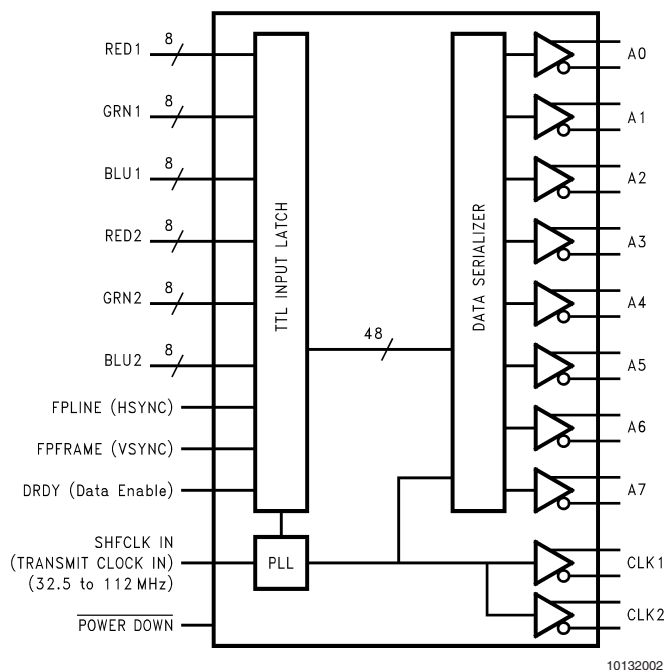 RED1
8
GRN1
8
BLU1
8
RED2
8
GRN2
8
BLU2
8
FPLINE (HSYNC)
FPFRAME (VSYNC)
DRDY (Data Enable)
SHFCLK IN
(TRANSMIT CLOCK IN)
(32.5 to 112 MHz)
POWER DOWN
TTL INPUT LATCH
PLL
48
DATA SERIALIZER
A0
A1
A2
A3
A4
A5
A6
A7
CLK1
CLK2
10132002